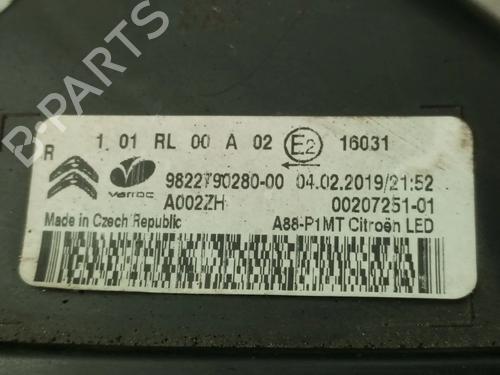 1.01 RL 00 A 02 E2 16031
R
varroc 9822790280-00 04.02.2019/21:52
A002ZH 00207251-01
Made in Czech Republic A88-P1MT Citroën LED
B-PARTS